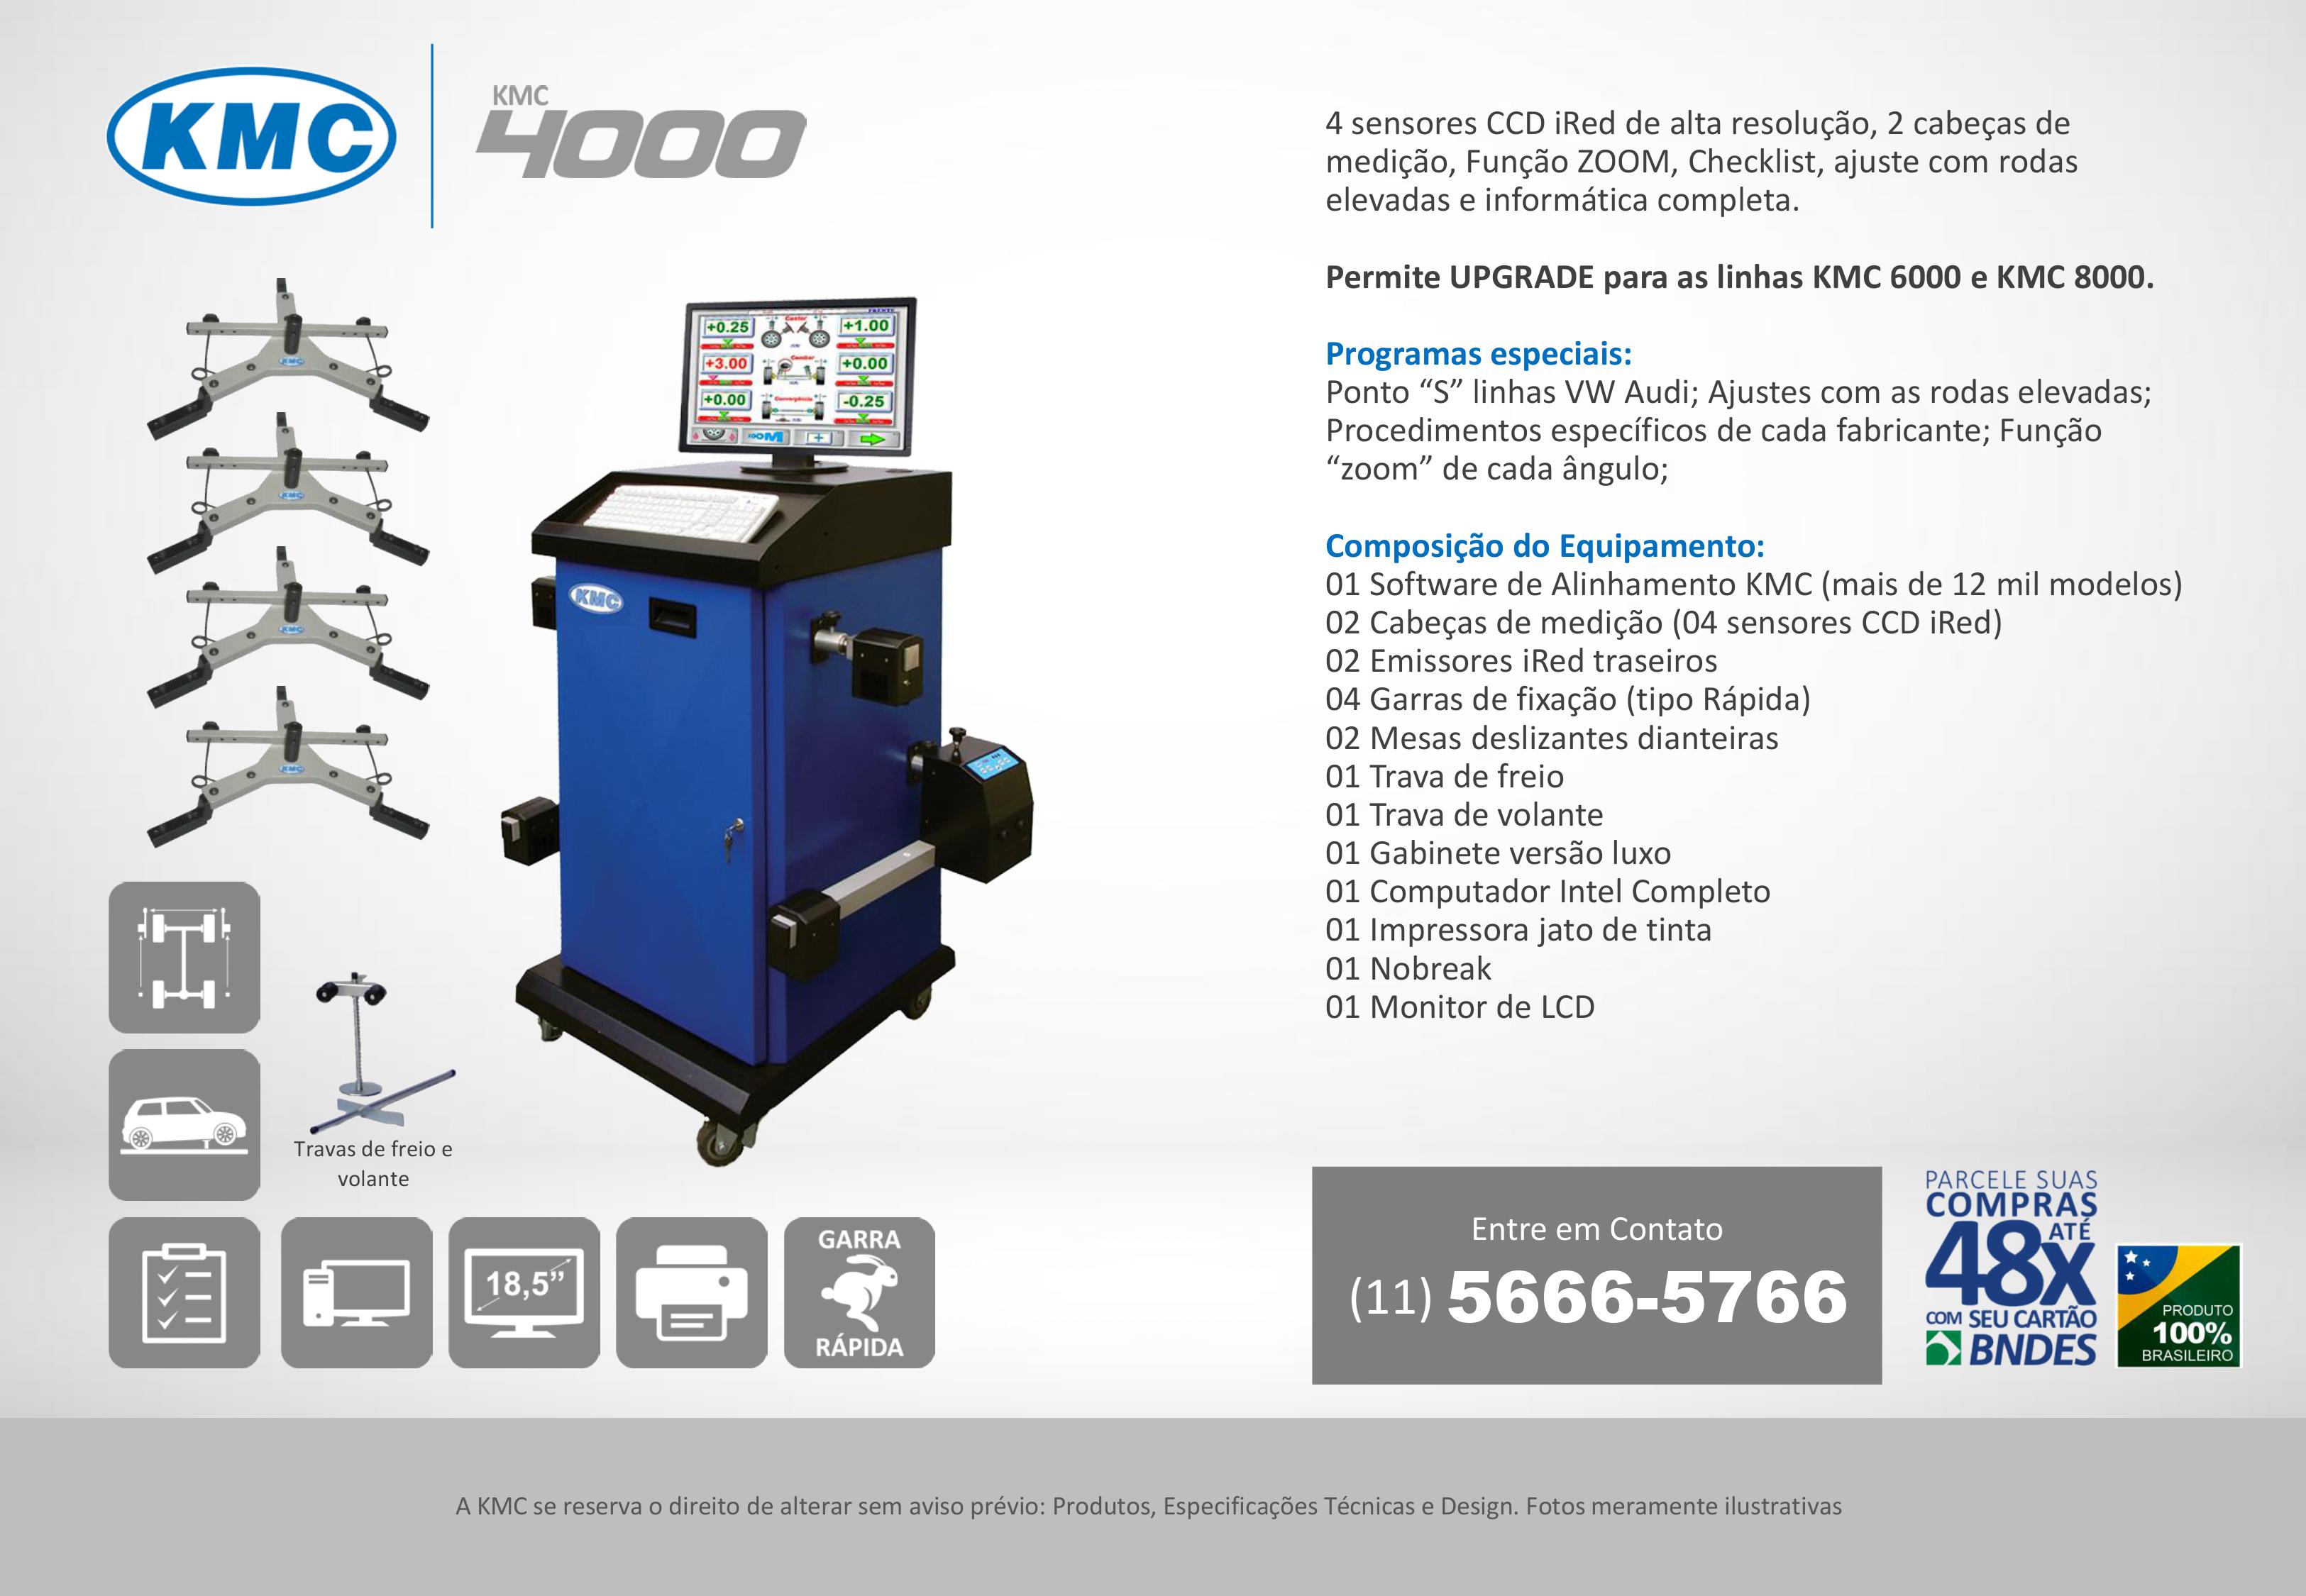 KMC
KMC
4000
4 sensores CCD iRed de alta resolução, 2 cabeças de
medição, Função ZOOM, Checklist, ajuste com rodas
elevadas e informática completa.
Permite UPGRADE para as linhas KMC 6000 e KMC 8000.
Programas especiais:
Ponto “S” linhas VW Audi; Ajustes com as rodas elevadas;
Procedimentos específicos de cada fabricante; Função
“zoom” de cada ângulo;
Composição do Equipamento:
01 Software de Alinhamento KMC (mais de 12 mil modelos)
02 Cabeças de medição (04 sensores CCD iRed)
02 Emissores iRed traseiros
04 Garras de fixação (tipo Rápida)
02 Mesas deslizantes dianteiras
01 Trava de freio
01 Trava de volante
01 Gabinete versão luxo
01 Computador Intel Completo
01 Impressora jato de tinta
01 Nobreak
01 Monitor de LCD
KMC
KMC
KMC
KMC
+0.25 Caster +1.00
+3.00 Camber +0.00
+0.00 Convergência -0.25
ZOOM
KMC
Travas de freio e
volante
18,5”
GARRA
RÁPIDA
Entre em Contato
(11) 5666-5766
PARCELE SUAS
COMPRAS
ATÉ
48x
COM SEU CARTÃO
BNDES
PRODUTO
100%
BRASILEIRO
A KMC se reserva o direito de alterar sem aviso prévio: Produtos, Especificações Técnicas e Design. Fotos meramente ilustrativas